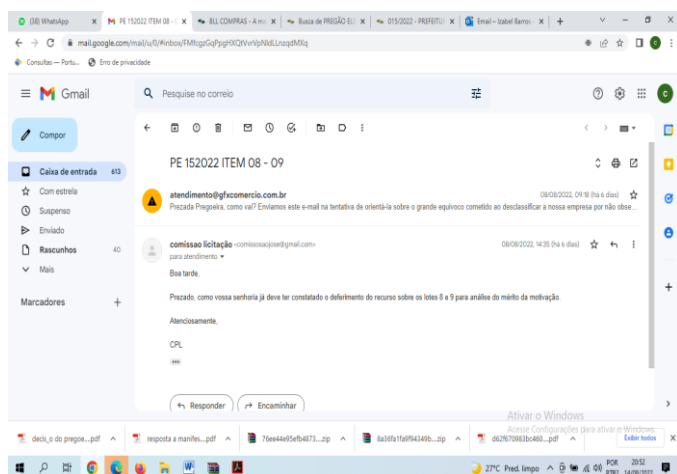 (38) WhatsApp
PE 152022 ITEM 08 - 
BLL COMPRAS - A m
Busca de PREGÃO EL
015/2022 - PREFEITU
Email – Izabel Barros
mail.google.com/mail/u/0/#inbox/
Consultas — Portu...
Erro de privacidade
Gmail
Pesquise no correio
Compor
Caixa de entrada 613
Com estrela
Suspenso
Enviado
Rascunhos 40
Mais
Marcadores
PE 152022 ITEM 08 - 09
atendimento@gfxcomercio.com.br
08/08/2022, 09:18 (há 6 dias)
Prezada Pregoeira, como vai? Enviamos este e-mail na tentativa de orientá-la sobre o grande equívoco cometido ao desclassificar a nossa empresa por não obse...
comissao licitação
08/08/2022, 14:35 (há 6 dias)
para atendimento
Boa tarde,
Prezado, como vossa senhoria já deve ter constatado o deferimento do recurso sobre os lotes 8 e 9 para análise do mérito da motivação.
Atenciosamente,
CPL
Responder
Encaminhar
Ativar o Windows
Acesse Configurações para ativar o Windows.
decis_o do pregoe....pdf
resposta a manifes....pdf
76ee44e95efb4873....zip
8a36fa1fa9f94349b....zip
d62f670983bc460....pdf
Exibir todos
27°C Pred. limpo
POR
20:52
PTB2
14/08/2022